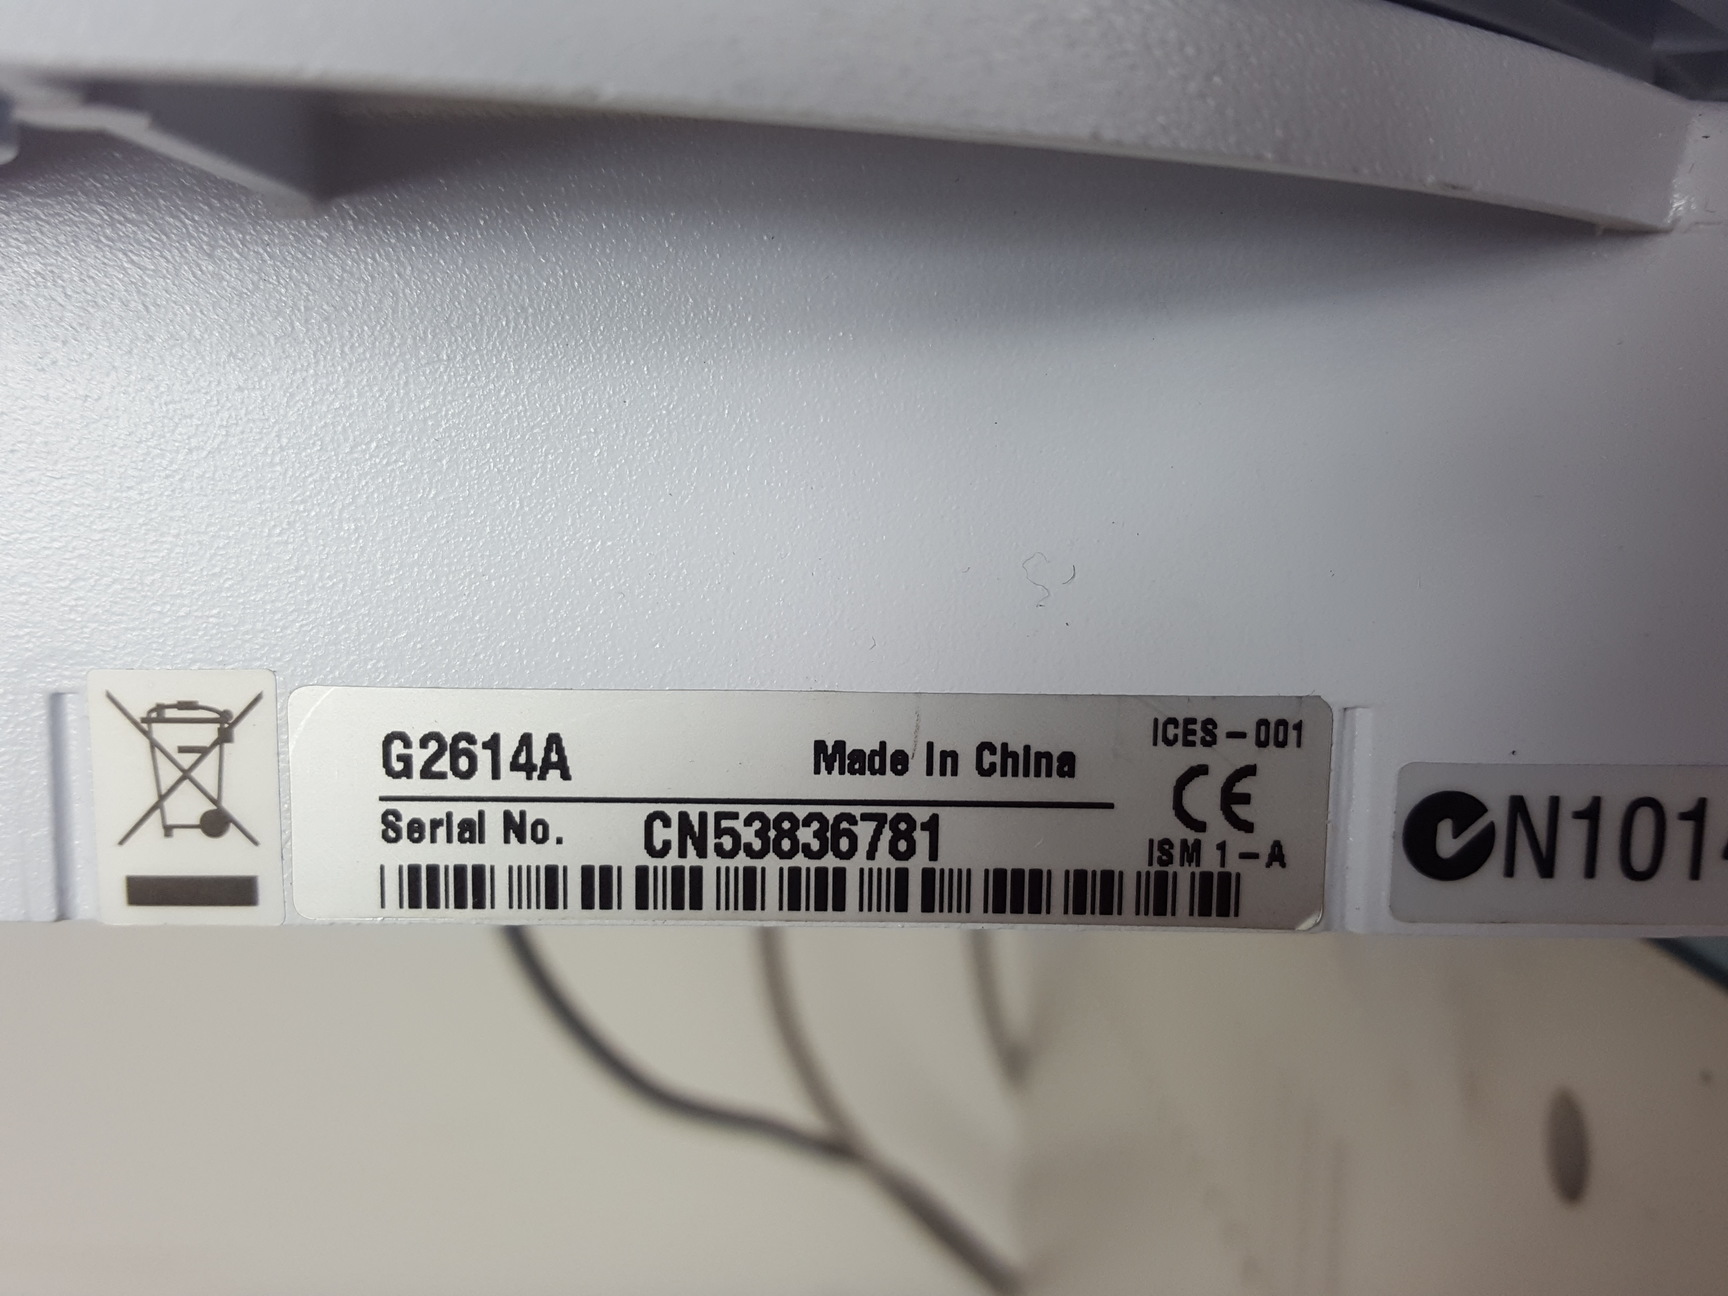 G2614A
Made In China
ICES-001
CE
Serial No. CN53836781
ISM 1-A
N101